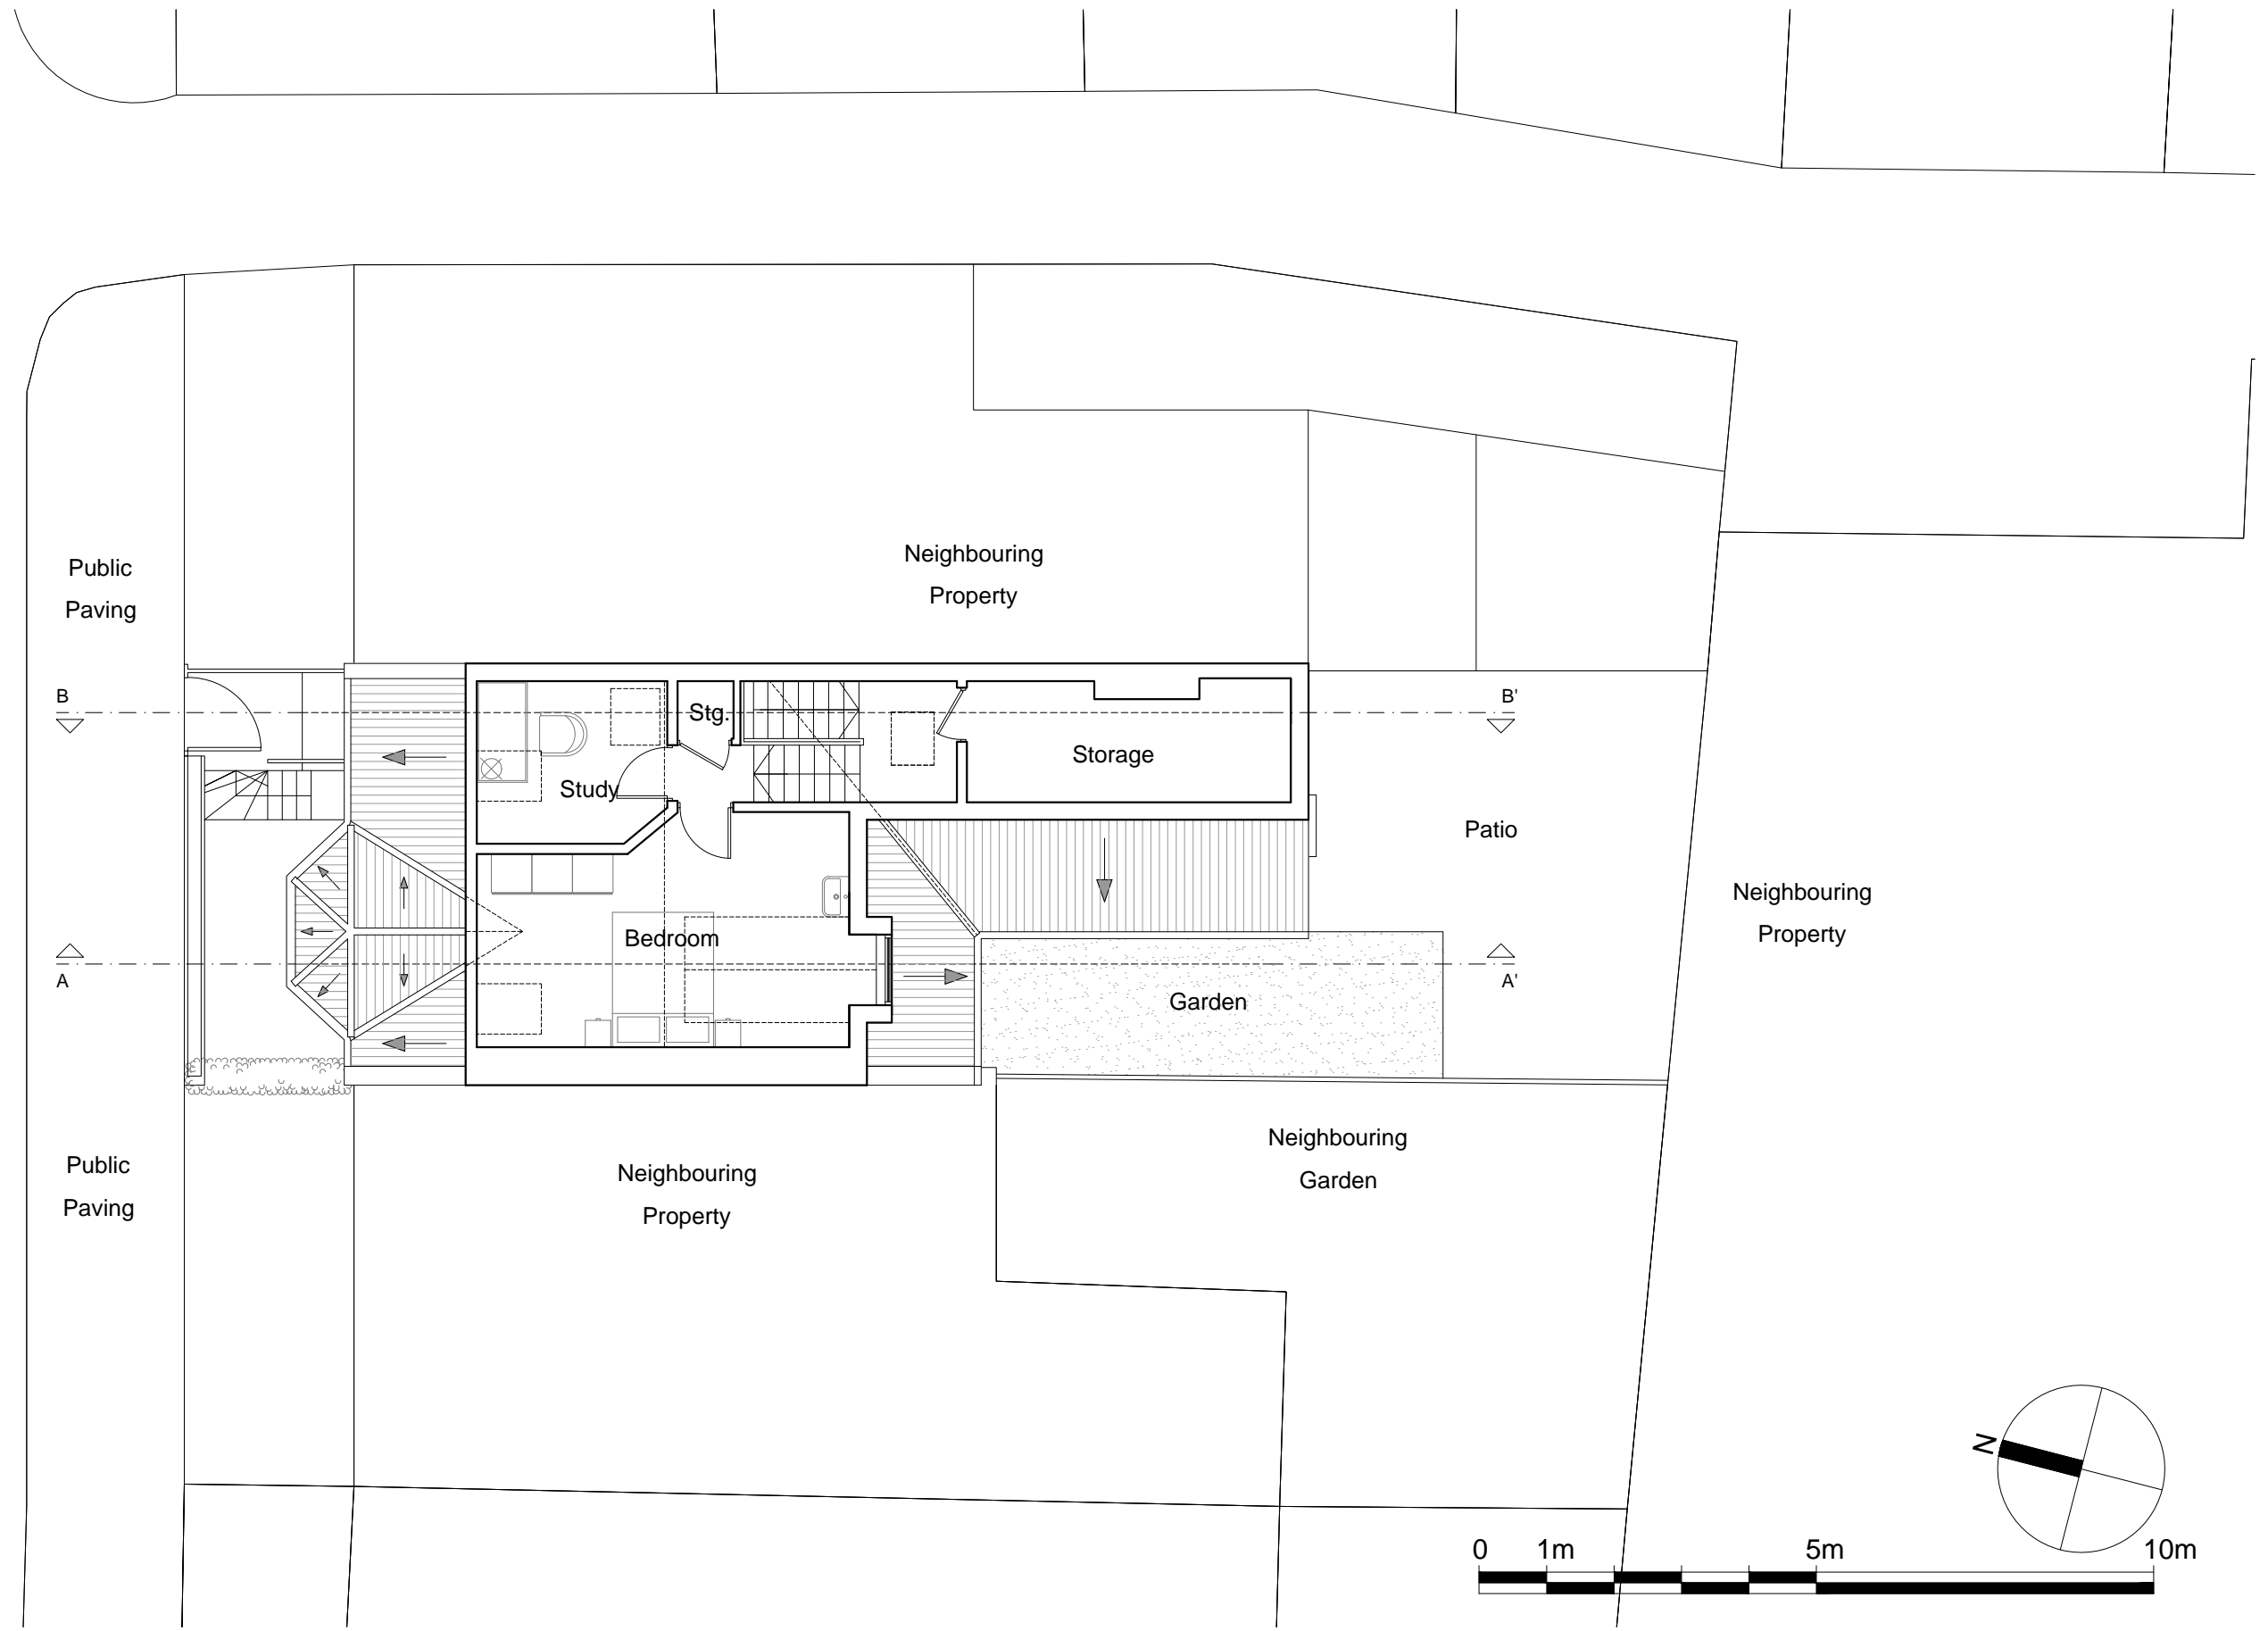 Public
Paving
Neighbouring
Property
B
B'
Stg.
Storage
Study
Patio
Neighbouring
Property
Bedroom
A
A'
Garden
Neighbouring
Garden
Public
Paving
Neighbouring
Property
N
0 1m 5m 10m